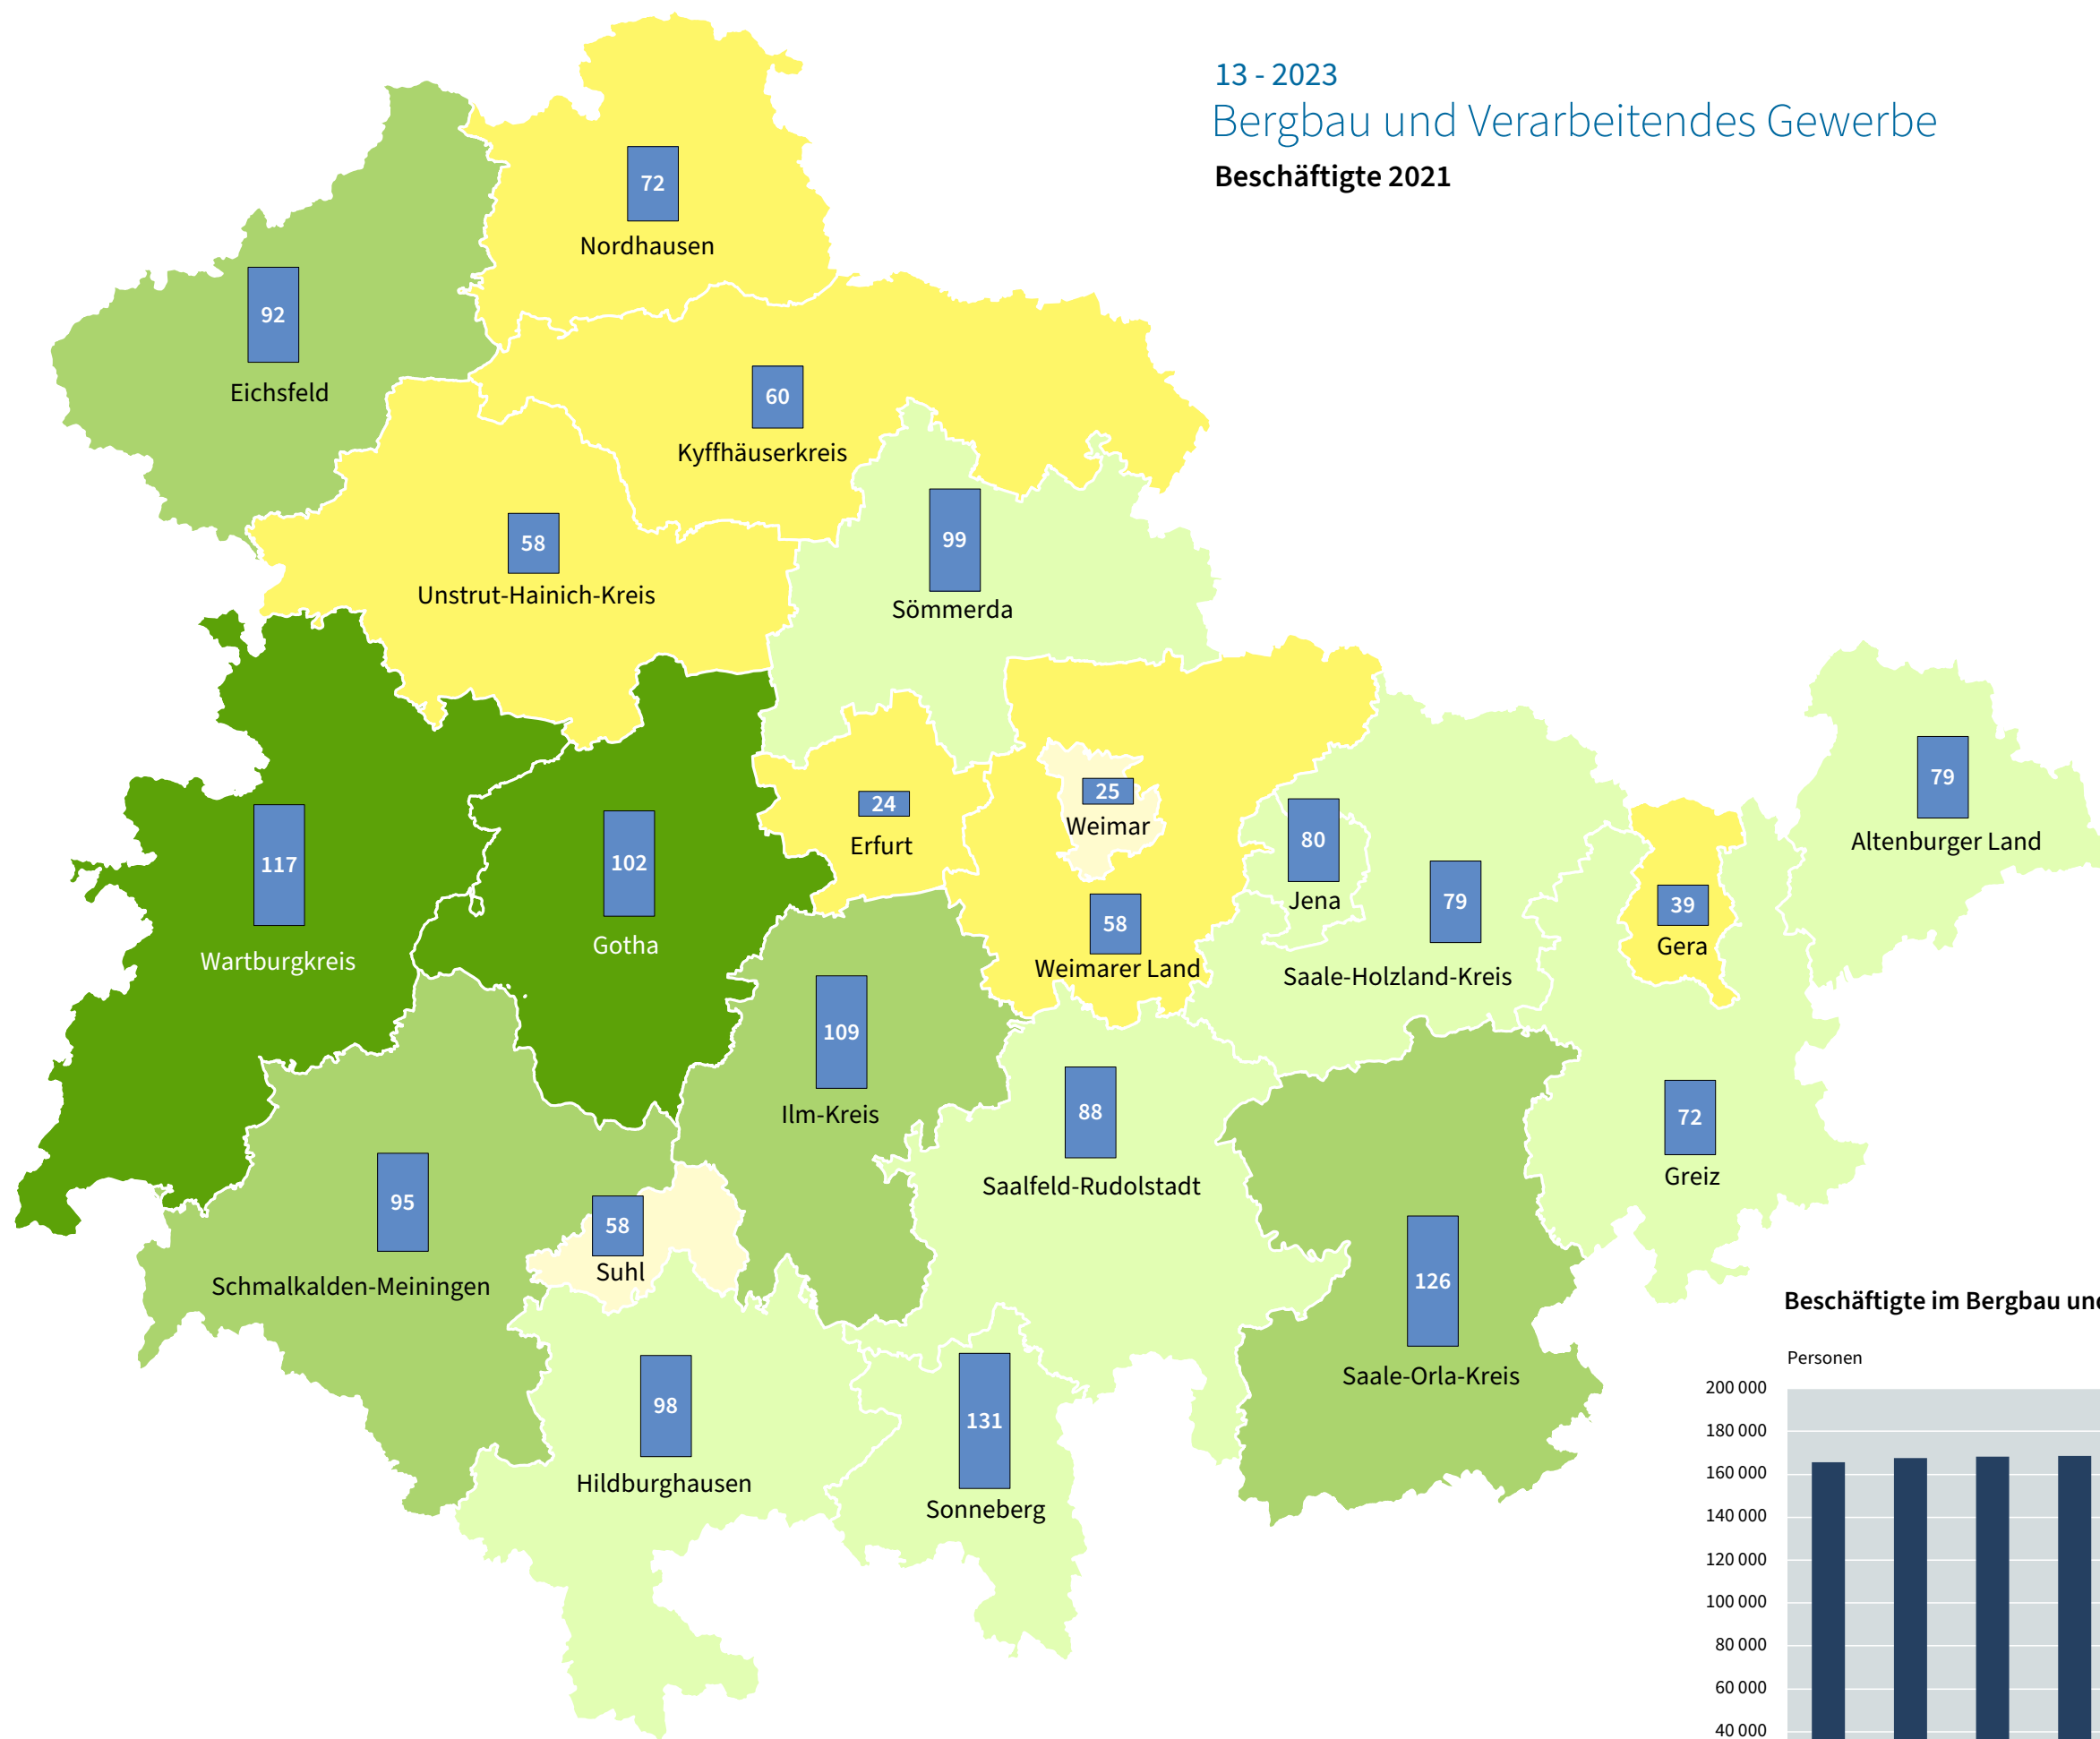 13 - 2023
Bergbau und Verarbeitendes Gewerbe
Beschäftigte 2021
72
Nordhausen
92
Eichsfeld
60
Kyffhäuserkreis
58
Unstrut-Hainich-Kreis
99
Sömmerda
117
Wartburgkreis
102
Gotha
24
Erfurt
25
Weimar
58
Weimarer Land
80
Jena
79
Saale-Holzland-Kreis
39
Gera
79
Altenburger Land
109
Ilm-Kreis
88
Saalfeld-Rudolstadt
72
Greiz
95
Schmalkalden-Meiningen
58
Suhl
126
Saale-Orla-Kreis
98
Hildburghausen
131
Sonneberg
Beschäftigte im Bergbau
Personen
200 000
180 000
160 000
140 000
120 000
100 000
80 000
60 000
40 000